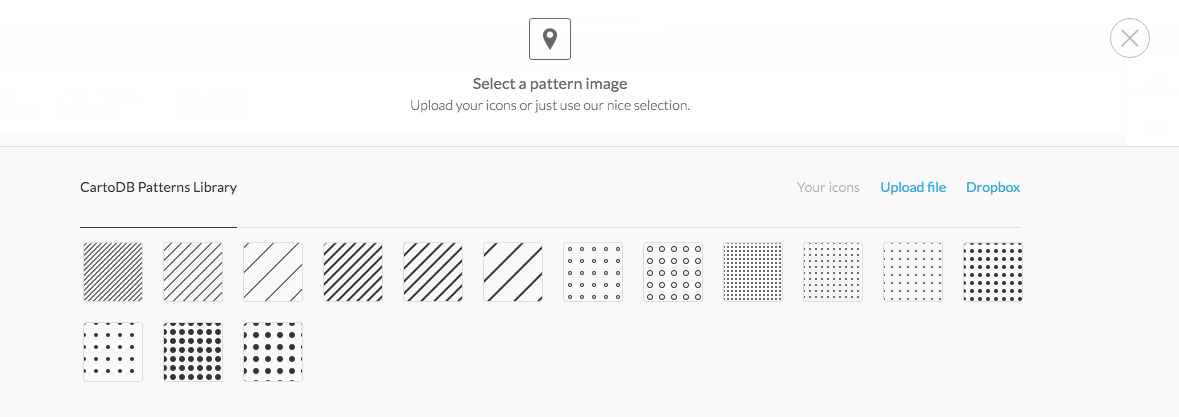 Select a pattern image
Upload your icons or just use our nice selection.
CartoDB Patterns Library
Your icons
Upload file
Dropbox